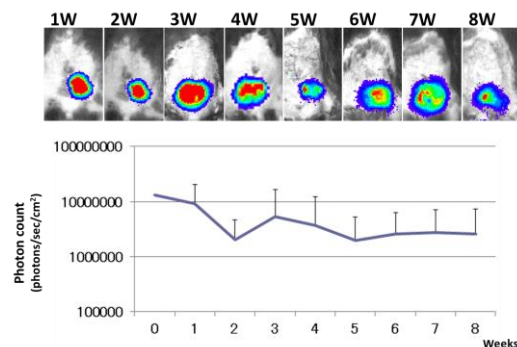 1W 2W 3W 4W 5W 6W 7W 8W
100000000
10000000
1000000
100000
Photon count
(photons/sec/cm²)
0 1 2 3 4 5 6 7 8
Weeks